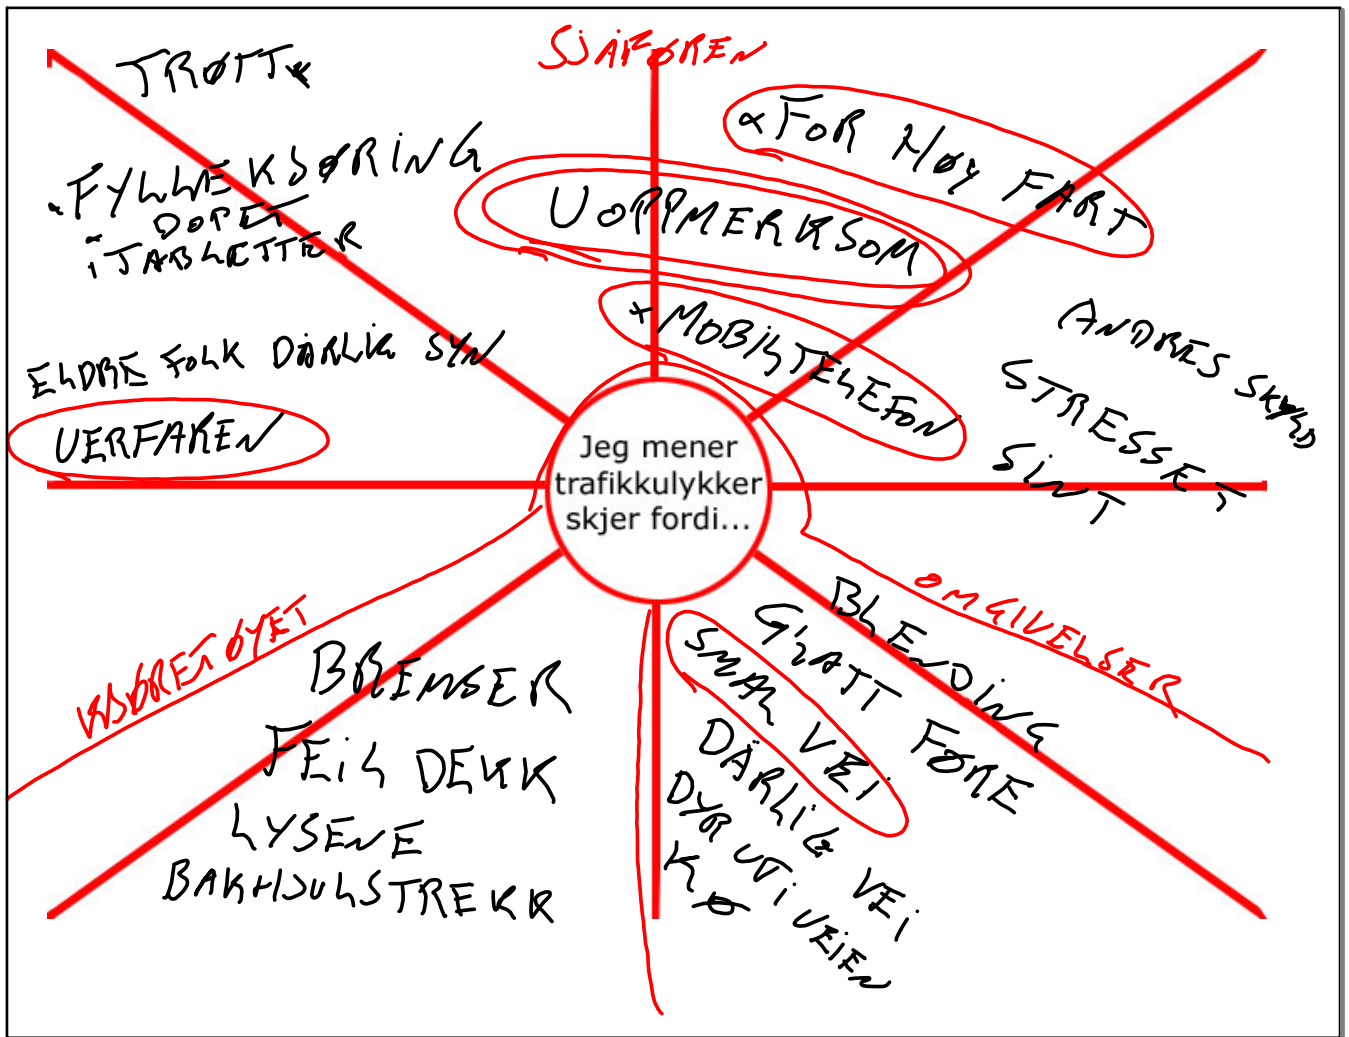 SJÅFØREN
TRØTT
FOR HØY FART
FYLLEKJØRING
DOPET
TABLETTER
UOPPMERKSOM
+ MOBILTELEFON
ANDRES SKYLD
STRESSET
SINT
ELDRE FOLK DÅRLIG SYN
UERFAREN
Jeg mener
trafikkulykker
skjer fordi...
KJØRETØYET
BREMSER
FEIL DEKK
LYSENE
BAKHJULSTREKK
OMGIVELSER
BLENDING
GLATT FØRE
SMAL VEI
DÅRLIG VEI
DYR UTI VEIEN
KØ